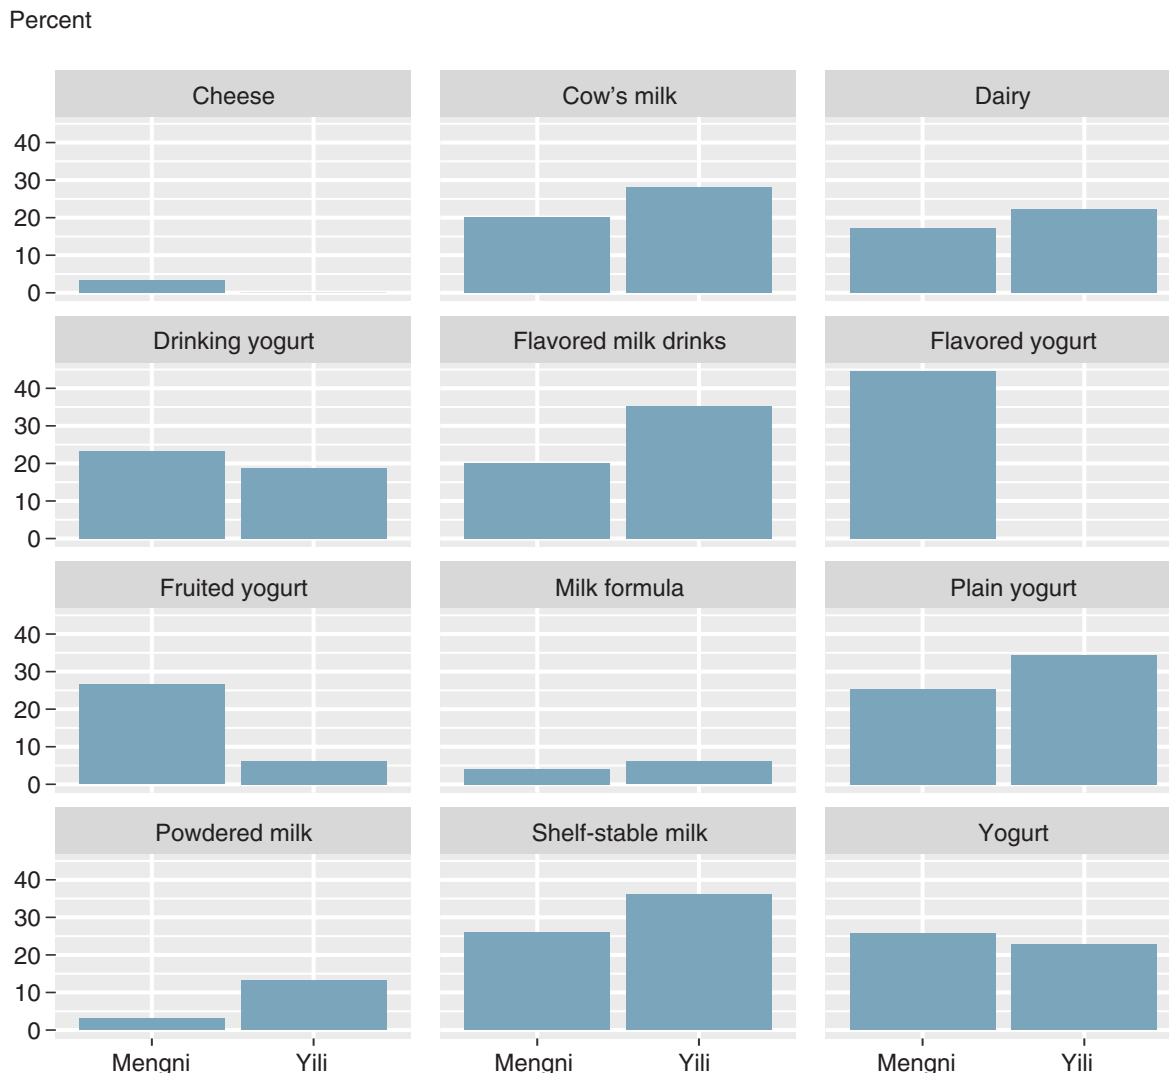 Percent
Cheese
Cow's milk
Dairy
40
30
20
10
0
Drinking yogurt
Flavored milk drinks
Flavored yogurt
40
30
20
10
0
Fruited yogurt
Milk formula
Plain yogurt
40
30
20
10
0
Powdered milk
Shelf-stable milk
Yogurt
40
30
20
10
0
Mengni Yili Mengni Yili Mengni Yili